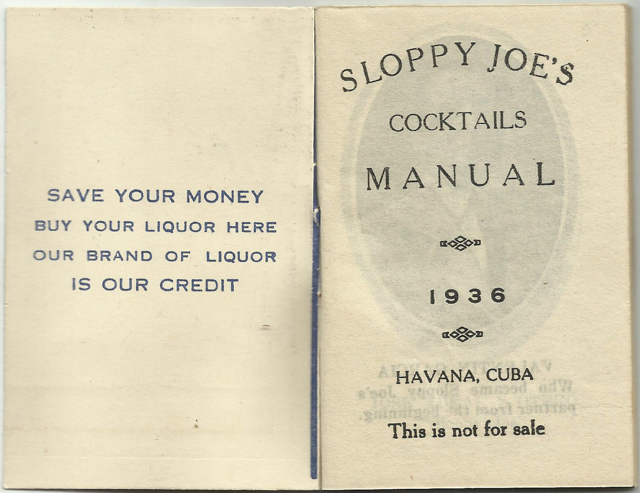 SAVE YOUR MONEY
BUY YOUR LIQUOR HERE
OUR BRAND OF LIQUOR
IS OUR CREDIT
SLOPPY JOE'S
COCKTAILS
MANUAL
1936
HAVANA, CUBA
This is not for sale